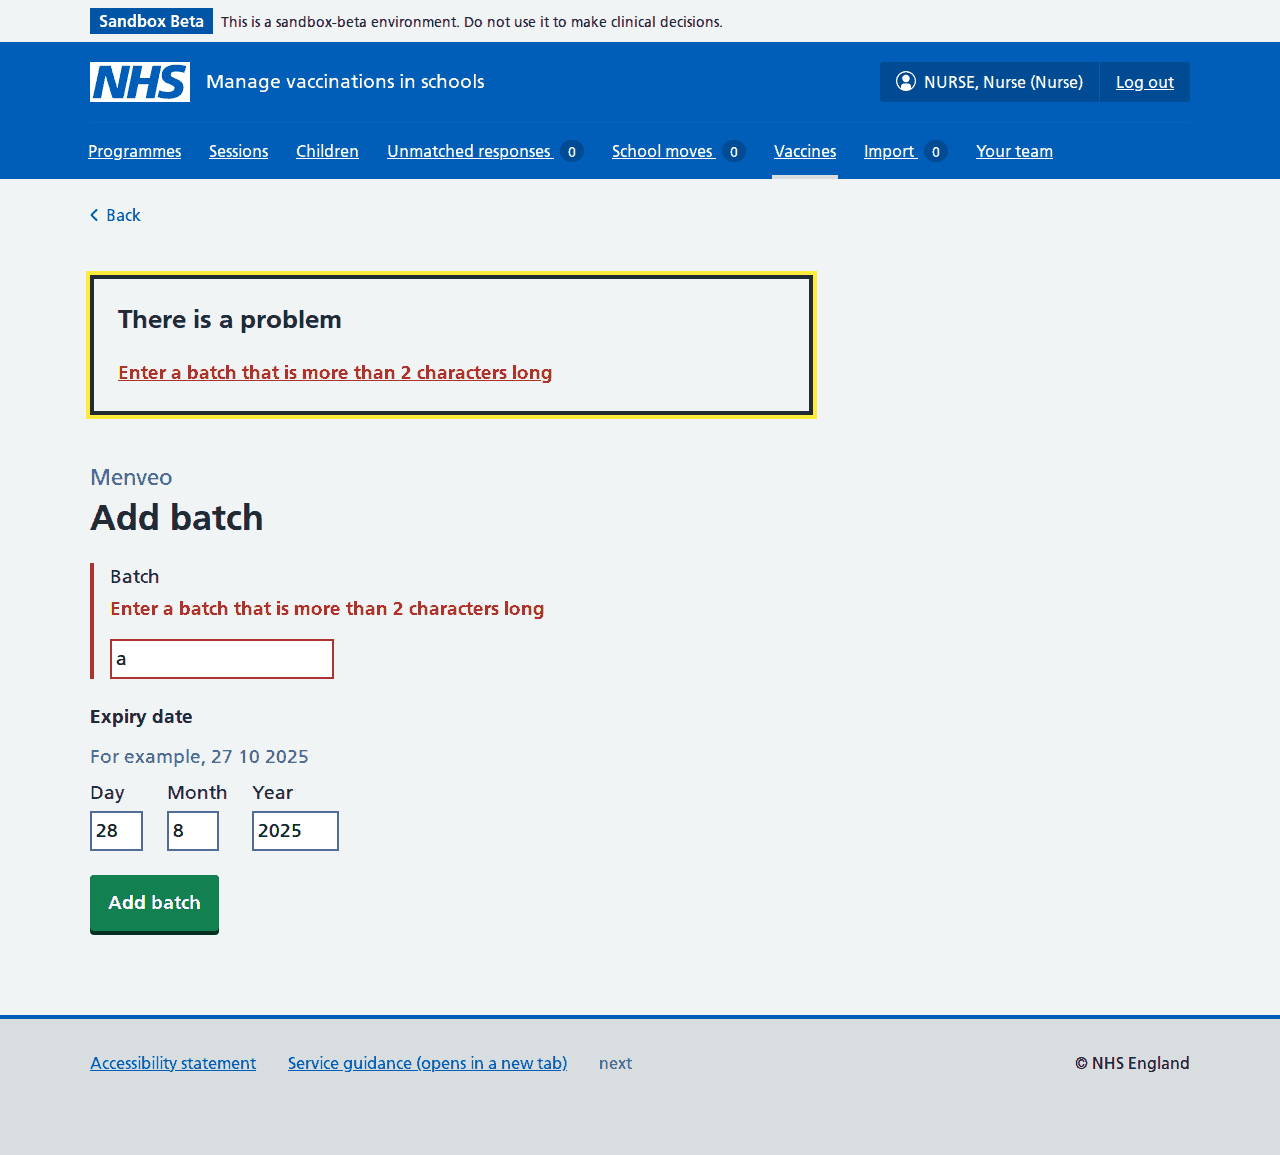 Sandbox Beta This is a sandbox-beta environment. Do not use it to make clinical decisions.
NHS Manage vaccinations in schools NURSE, Nurse (Nurse) Log out
Programmes Sessions Children Unmatched responses 0 School moves 0 Vaccines Import 0 Your team
Back
There is a problem
Enter a batch that is more than 2 characters long
Menveo
Add batch
Batch
Enter a batch that is more than 2 characters long
a
Expiry date
For example, 27 10 2025
Day Month Year
28 8 2025
Add batch
Accessibility statement Service guidance (opens in a new tab) next © NHS England